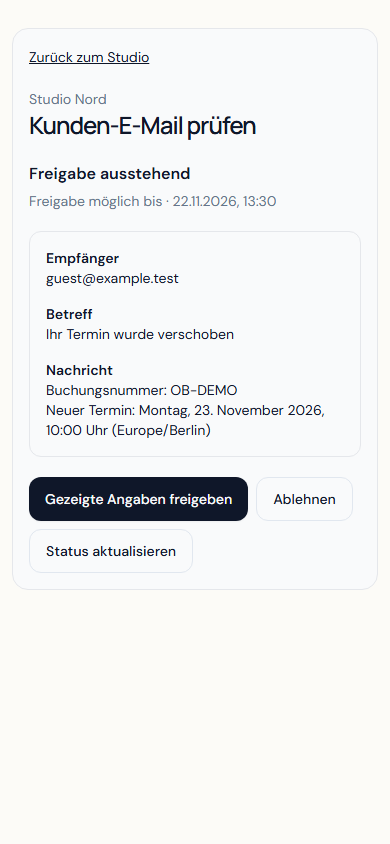 Zurück zum Studio
Studio Nord
Kunden-E-Mail prüfen
Freigabe ausstehend
Freigabe möglich bis · 22.11.2026, 13:30
Empfänger
guest@example.test
Betreff
Ihr Termin wurde verschoben
Nachricht
Buchungsnummer: OB-DEMO
Neuer Termin: Montag, 23. November 2026,
10:00 Uhr (Europe/Berlin)
Gezeigte Angaben freigeben
Ablehnen
Status aktualisieren